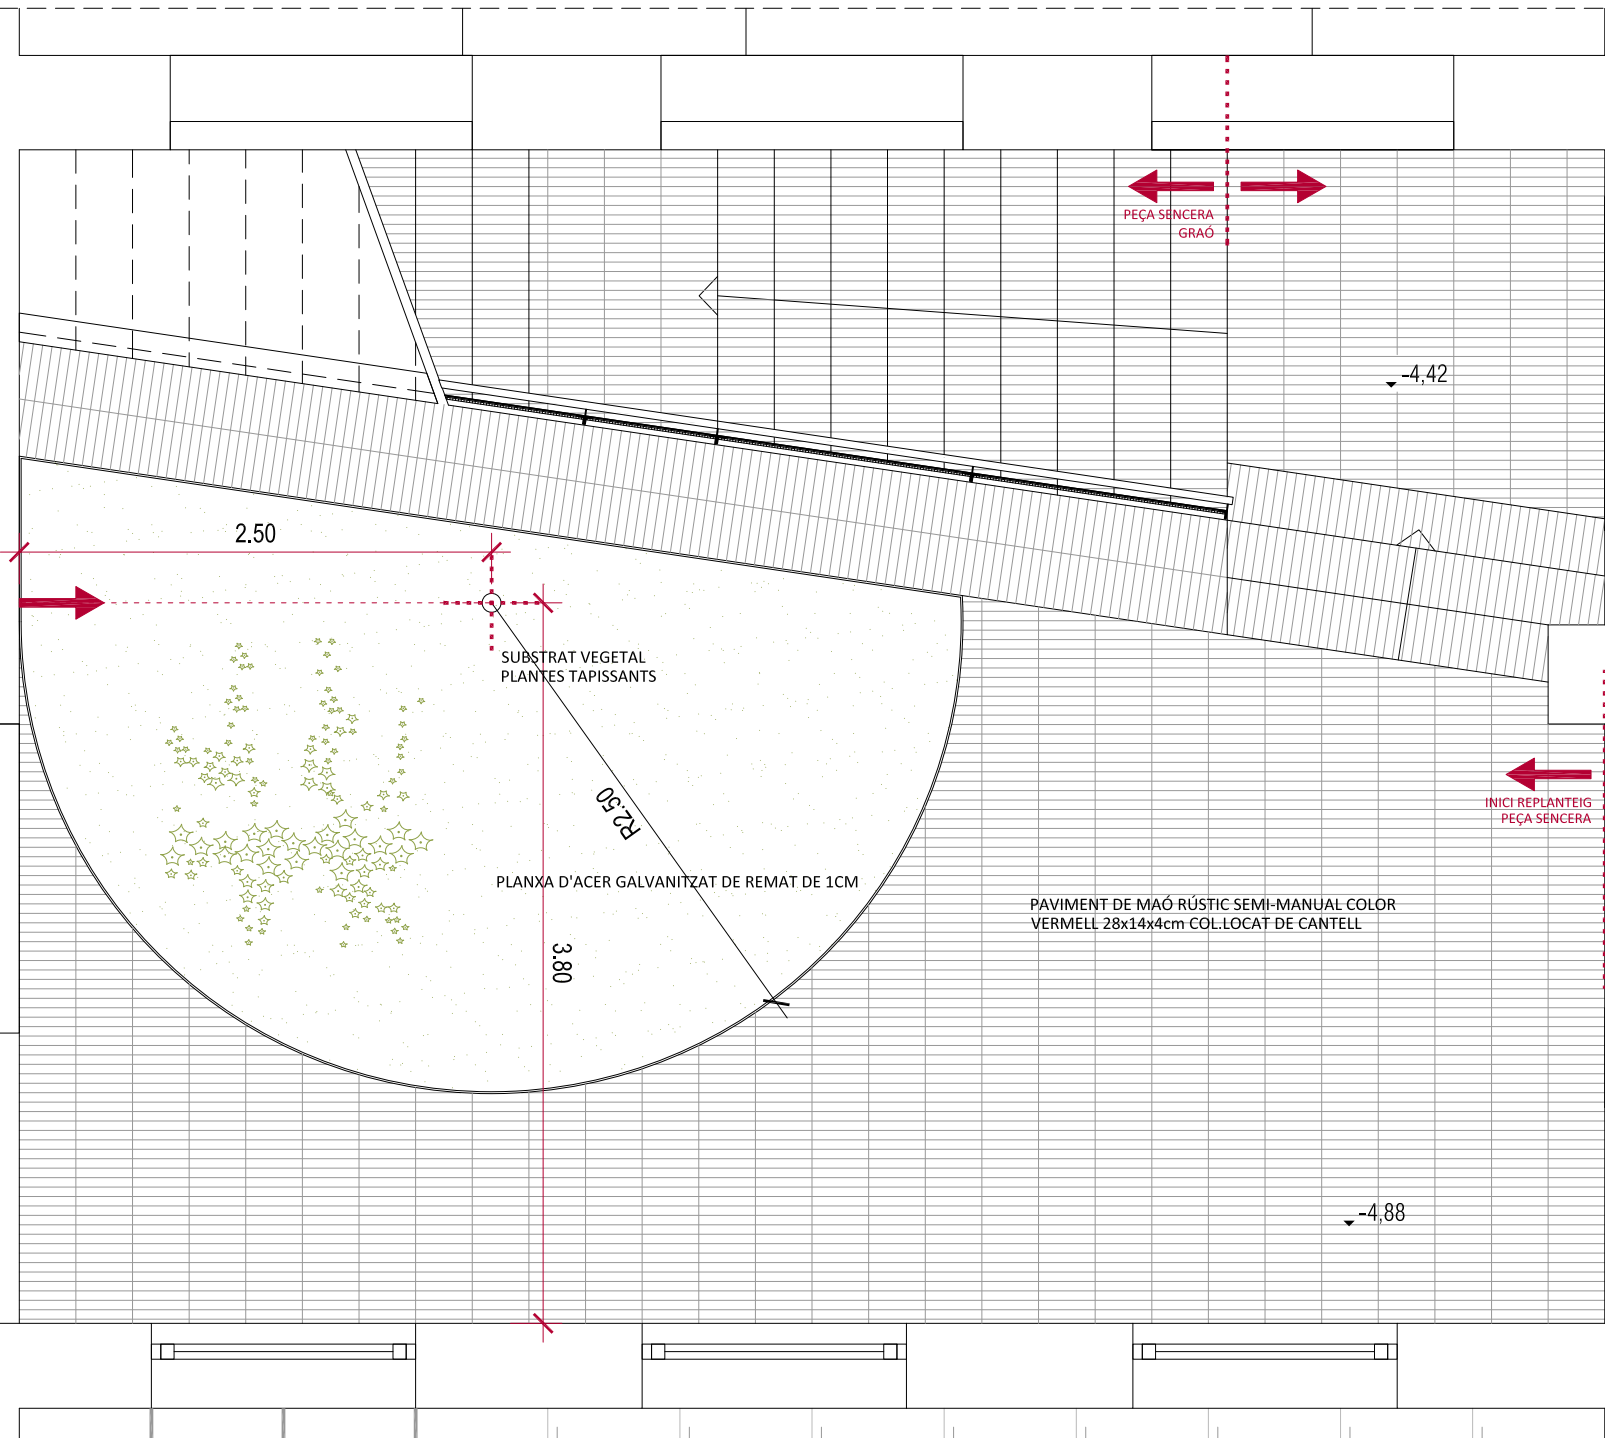 PEÇA SENCERA
GRAÓ
-4,42
2.50
SUBSTRAT VEGETAL
PLANTES TAPISSANTS
R2.50
INICI REPLANTEIG
PEÇA SENCERA
PLANXA D'ACER GALVANITZAT DE REMAT DE 1CM
PAVIMENT DE MAÓ RÚSTIC SEMI-MANUAL COLOR
VERMELL 28x14x4cm COL.LOCAT DE CANTELL
3.80
-4,88